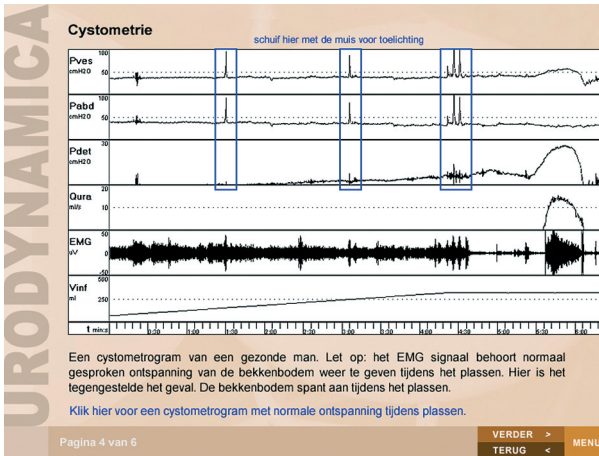 URODYNAMICA
Cystometrie
schuif hier met de muis voor toelichting
Pves
cmH2O
100
50
Pabd
cmH2O
100
50
Pdet
cmH2O
30
Qura
ml/s
20
10
EMG
uV
50
-50
Vinf
ml
500
250
t min:s
0:30 1:00 1:30 2:00 2:30 3:00 3:30 4:00 4:30 5:00 5:30 6:00
Een cystometrogram van een gezonde man. Let op: het EMG signaal behoort normaal
gesproken ontspanning van de bekkenbodem weer te geven tijdens het plassen. Hier is het
tegengestelde het geval. De bekkenbodem spant aan tijdens het plassen.
Klik hier voor een cystometrogram met normale ontspanning tijdens plassen.
Pagina 4 van 6
VERDER >
TERUG <
MENU